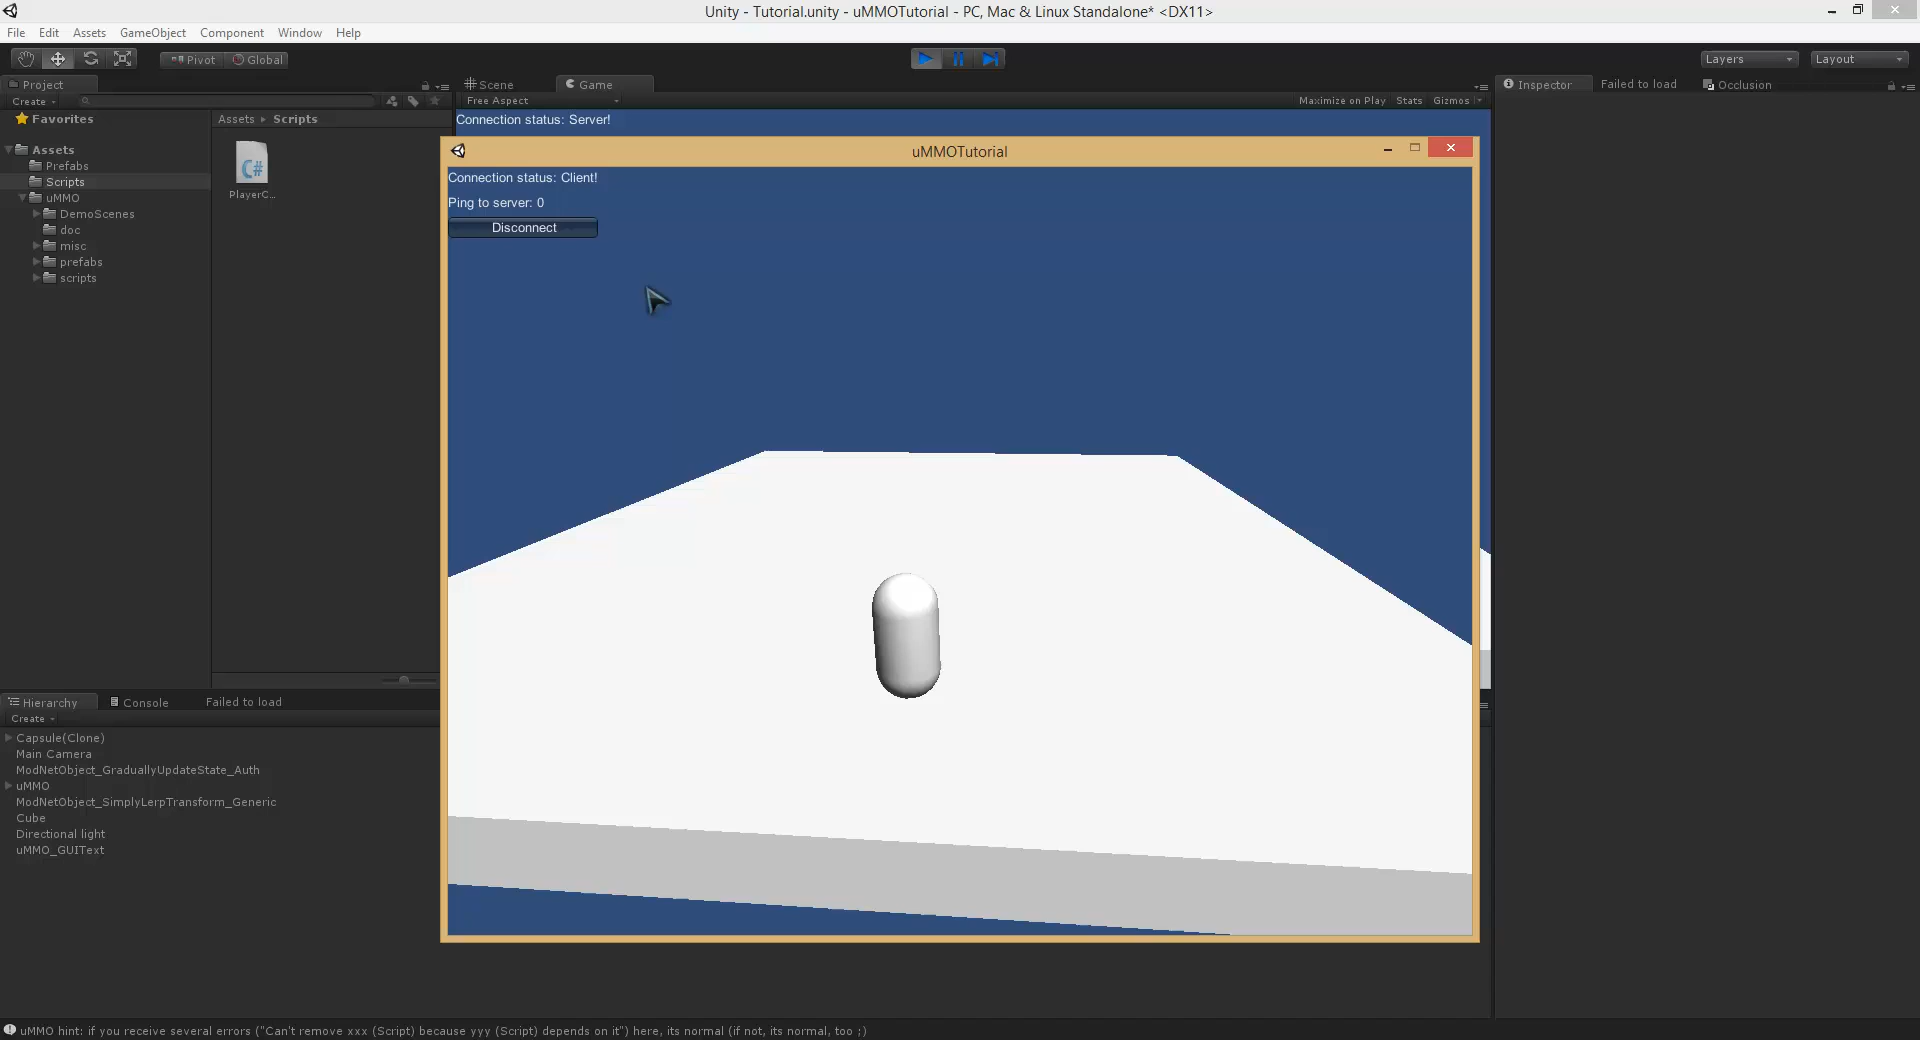 Unity - Tutorial.unity - uMMOTutorial - PC, Mac & Linux Standalone* <DX11>
File Edit Assets GameObject Component Window Help
Pivot Global Layers Layout
Project Scene Game Inspector Failed to load Occlusion
Create Free Aspect Maximize on Play Stats Gizmos
Favorites Assets Scripts Connection status: Server!
Assets
Prefabs
Scripts
uMMO
DemoScenes
doc
misc
prefabs
scripts
C#
PlayerC...
uMMOTutorial
Connection status: Client!
Ping to server: 0
Disconnect
Hierarchy Console Failed to load
Create
Capsule(Clone)
Main Camera
ModNetObject_GraduallyUpdateState_Auth
uMMO
ModNetObject_SimplyLerpTransform_Generic
Cube
Directional light
uMMO_GUIText
uMMO hint: if you receive several errors ("Can't remove xxx (Script) because yyy (Script) depends on it") here, its normal (if not, its normal, too ;)